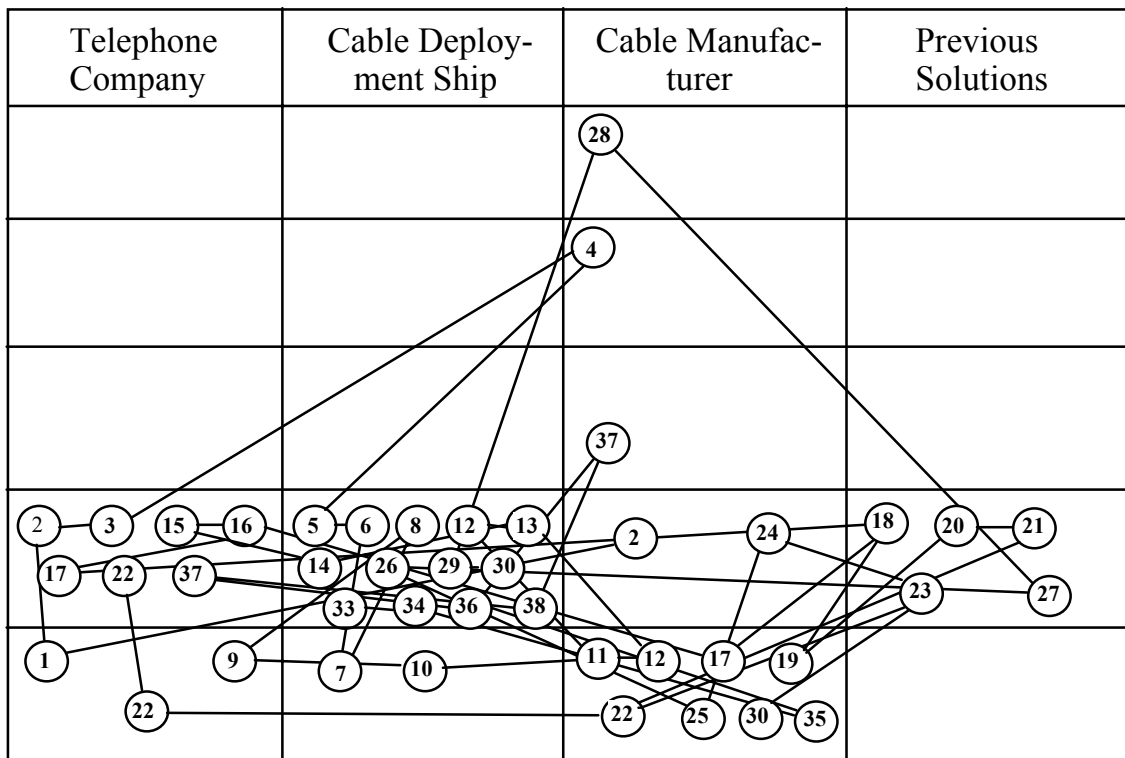 Telephone Company
Cable Deploy-
ment Ship
Cable Manufac-
turer
Previous
Solutions
28
4
37
2 3 15 16 5 6 8 12 13 2 24 18 20 21
17 22 37 14 26 29 30 23 27
33 34 36 38
1 9 7 10 11 12 17 19
22 22 25 30 35